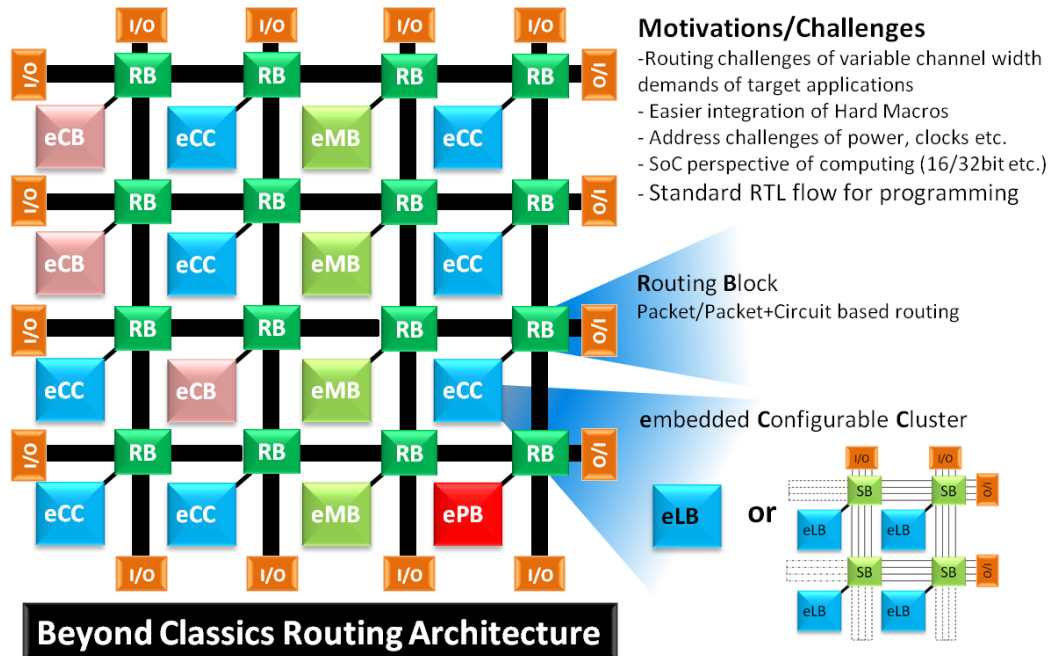 I/O I/O I/O I/O
I/O RB RB RB RB I/O
eCB eCC eMB eCC
I/O RB RB RB RB I/O
eCB eCC eMB eCC
I/O RB RB RB RB I/O
eCC eCB eMB eCC
I/O RB RB RB RB I/O
eCC eCC eMB ePB
I/O I/O I/O I/O
Beyond Classics Routing Architecture
Motivations/Challenges
-Routing challenges of variable channel width
demands of target applications
- Easier integration of Hard Macros
- Address challenges of power, clocks etc.
- SoC perspective of computing (16/32bit etc.)
- Standard RTL flow for programming
Routing Block
Packet/Packet+Circuit based routing
embedded Configurable Cluster
eLB or
I/O I/O
SB SB I/O
eLB eLB
SB SB I/O
eLB eLB